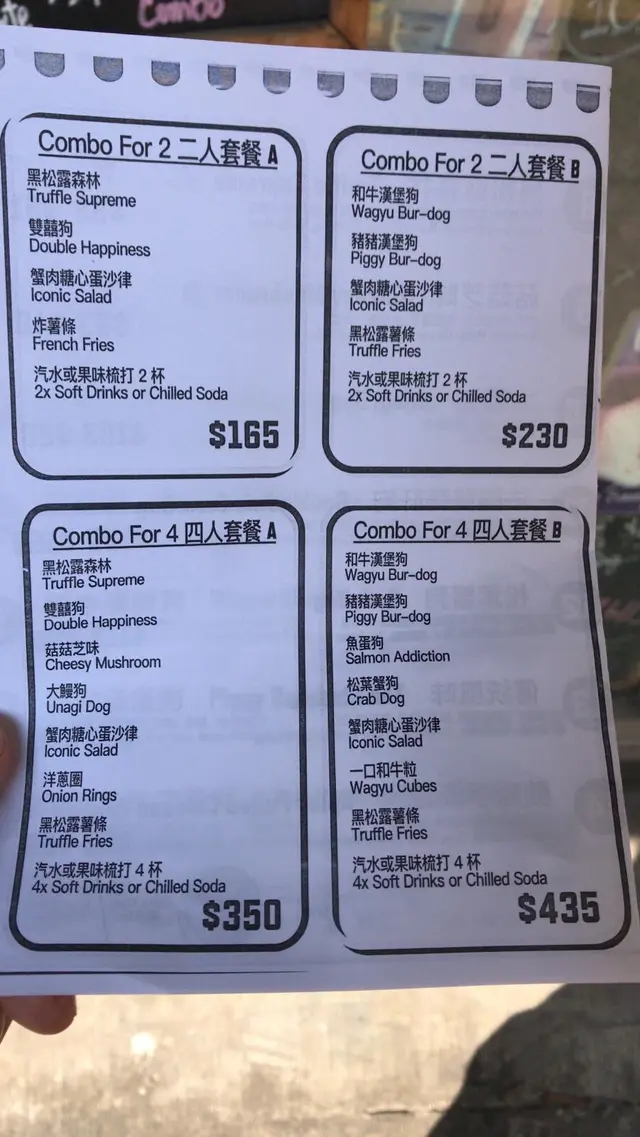 Combo
Combo For 2 二人套餐 A
黑松露森林
Truffle Supreme
雙囍狗
Double Happiness
蟹肉糖心蛋沙律
Iconic Salad
炸薯條
French Fries
汽水或果味梳打 2 杯
2x Soft Drinks or Chilled Soda
$165
Combo For 2 二人套餐 B
和牛漢堡狗
Wagyu Bur-dog
豬豬漢堡狗
Piggy Bur-dog
蟹肉糖心蛋沙律
Iconic Salad
黑松露薯條
Truffle Fries
汽水或果味梳打 2 杯
2x Soft Drinks or Chilled Soda
$230
Combo For 4 四人套餐 A
黑松露森林
Truffle Supreme
雙囍狗
Double Happiness
菇菇芝味
Cheesy Mushroom
大鰻狗
Unagi Dog
蟹肉糖心蛋沙律
Iconic Salad
洋蔥圈
Onion Rings
黑松露薯條
Truffle Fries
汽水或果味梳打 4 杯
4x Soft Drinks or Chilled Soda
$350
Combo For 4 四人套餐 B
和牛漢堡狗
Wagyu Bur-dog
豬豬漢堡狗
Piggy Bur-dog
魚蛋狗
Salmon Addiction
松葉蟹狗
Crab Dog
蟹肉糖心蛋沙律
Iconic Salad
一口和牛粒
Wagyu Cubes
黑松露薯條
Truffle Fries
汽水或果味梳打 4 杯
4x Soft Drinks or Chilled Soda
$435